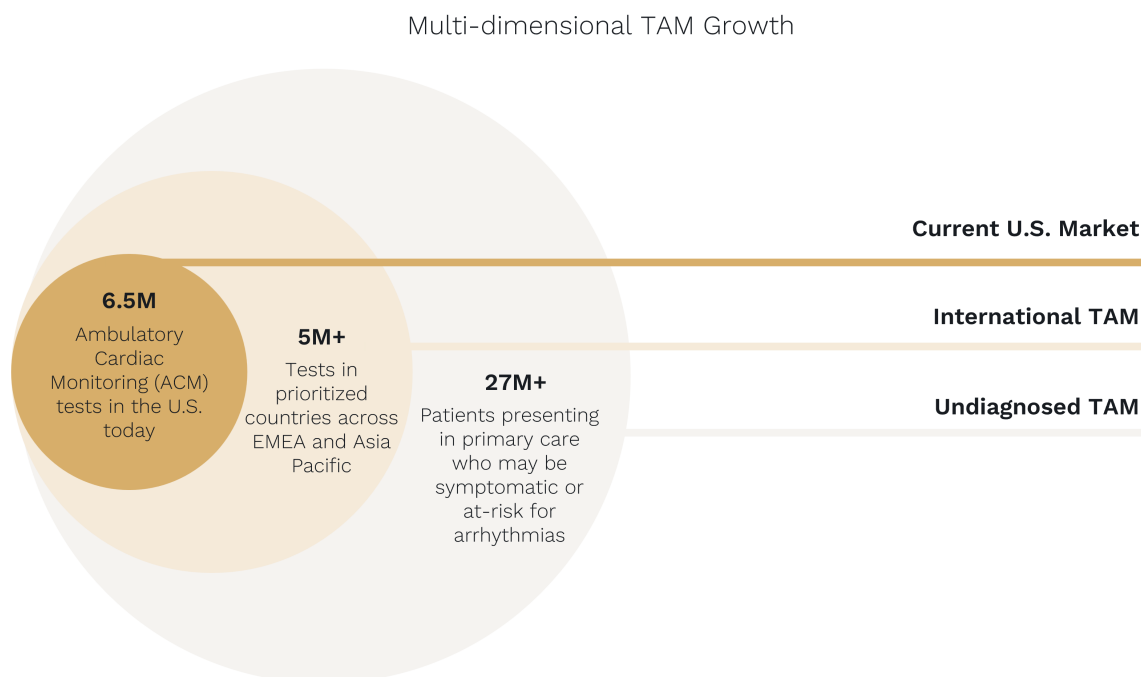 Multi-dimensional TAM Growth
6.5M
Ambulatory
Cardiac
Monitoring (ACM)
tests in the U.S.
today
5M+
Tests in
prioritized
countries across
EMEA and Asia
Pacific
27M+
Patients presenting
in primary care
who may be
symptomatic or
at-risk for
arrhythmias
Current U.S. Market
International TAM
Undiagnosed TAM